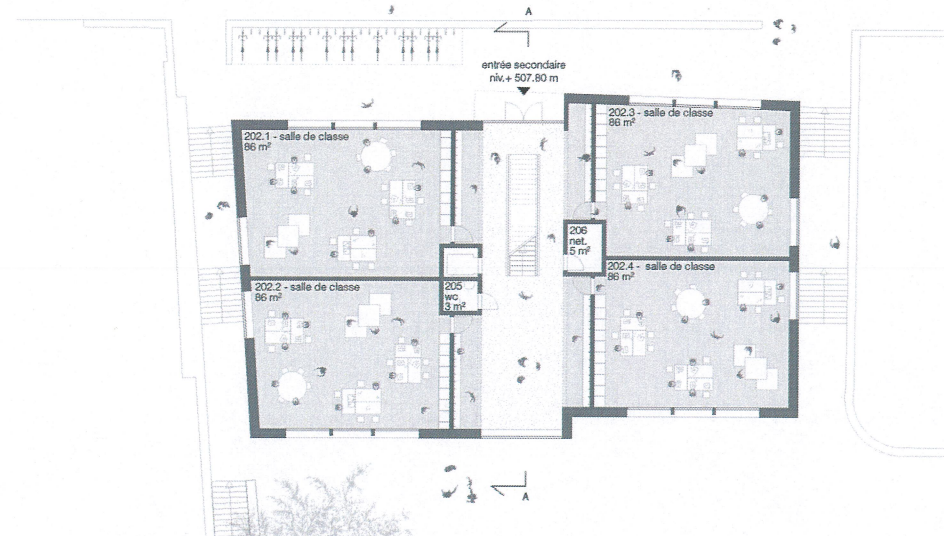 A
entrée secondaire
niv.+ 507.80 m
202.1 - salle de classe
86 m²
202.3 - salle de classe
86 m²
206
net.
5 m²
202.2 - salle de classe
86 m²
205
wc
3 m²
202.4 - salle de classe
86 m²
A